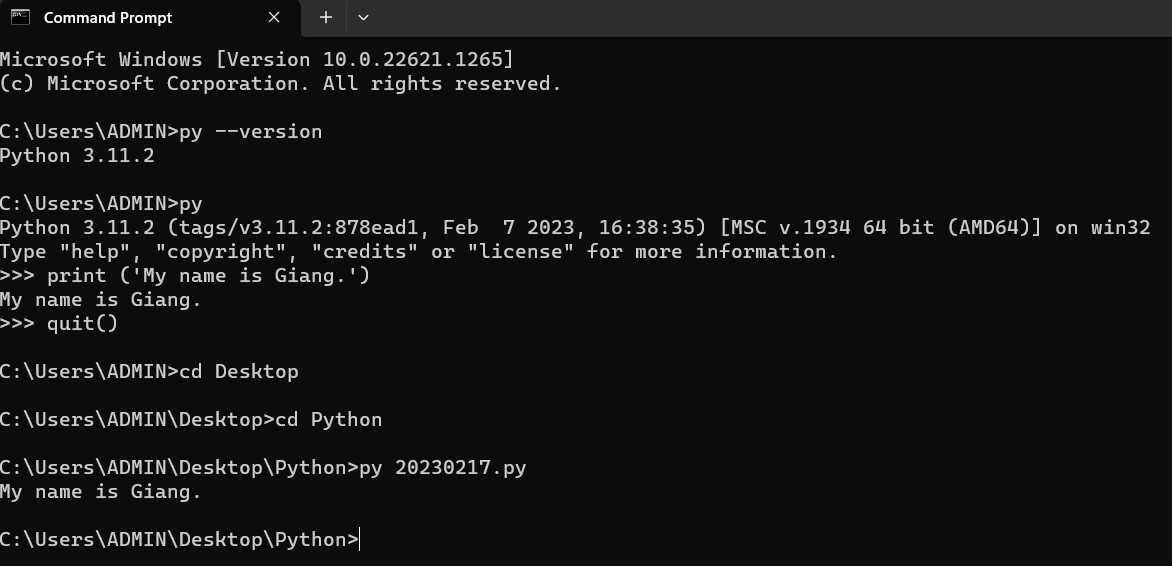 Command Prompt
Microsoft Windows [Version 10.0.22621.1265]
(c) Microsoft Corporation. All rights reserved.
C:\Users\ADMIN>py --version
Python 3.11.2
C:\Users\ADMIN>py
Python 3.11.2 (tags/v3.11.2:878ead1, Feb  7 2023, 16:38:35) [MSC v.1934 64 bit (AMD64)] on win32
Type "help", "copyright", "credits" or "license" for more information.
>>> print ('My name is Giang.')
My name is Giang.
>>> quit()
C:\Users\ADMIN>cd Desktop
C:\Users\ADMIN\Desktop>cd Python
C:\Users\ADMIN\Desktop\Python>py 20230217.py
My name is Giang.
C:\Users\ADMIN\Desktop\Python>